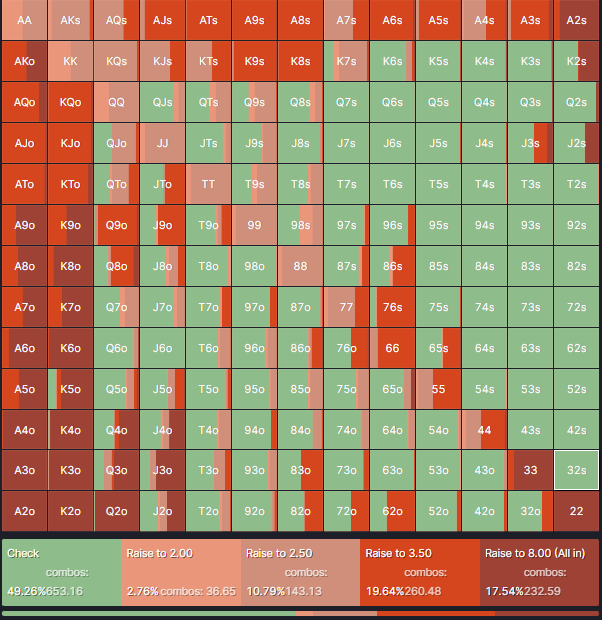 AA AKs AQs AJs ATs A9s A8s A7s A6s A5s A4s A3s A2s
AKo KK KQs KJs KTs K9s K8s K7s K6s K5s K4s K3s K2s
AQo KQo QQ QJs QTs Q9s Q8s Q7s Q6s Q5s Q4s Q3s Q2s
AJo KJo QJo JJ JTs J9s J8s J7s J6s J5s J4s J3s J2s
ATo KTo QTo JTo TT T9s T8s T7s T6s T5s T4s T3s T2s
A9o K9o Q9o J9o T9o 99 98s 97s 96s 95s 94s 93s 92s
A8o K8o Q8o J8o T8o 98o 88 87s 86s 85s 84s 83s 82s
A7o K7o Q7o J7o T7o 97o 87o 77 76s 75s 74s 73s 72s
A6o K6o Q6o J6o T6o 96o 86o 76o 66 65s 64s 63s 62s
A5o K5o Q5o J5o T5o 95o 85o 75o 65o 55 54s 53s 52s
A4o K4o Q4o J4o T4o 94o 84o 74o 64o 54o 44 43s 42s
A3o K3o Q3o J3o T3o 93o 83o 73o 63o 53o 43o 33 32s
A2o K2o Q2o J2o T2o 92o 82o 72o 62o 52o 42o 32o 22
Check Raise to 2.00 Raise to 2.50 Raise to 3.50 Raise to 8.00 (All in)
combos: combos: combos: combos:
49.26%653.16 2.76% combos: 36.65 10.79%143.13 19.64%260.48 17.54%232.59